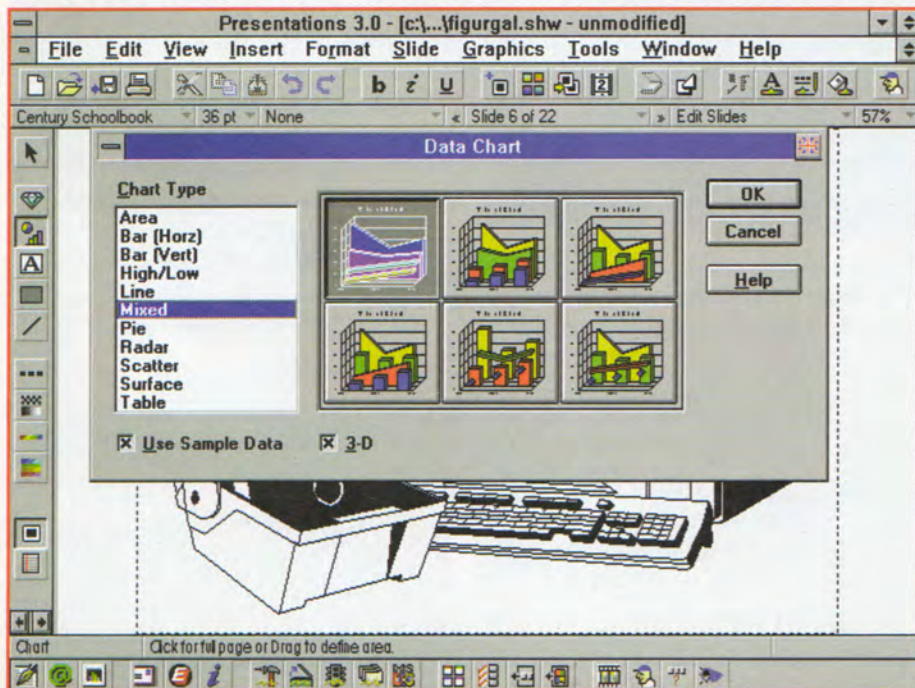 Presentations 3.0 - [c:\...\figurgal.shw - unmodified]
File Edit View Insert Format Slide Graphics Tools Window Help
b i u
Century Schoolbook 36 pt None « Slide 6 of 22 » Edit Slides 57%
Data Chart
Chart Type
Area
Bar (Horz)
Bar (Vert)
High/Low
Line
Mixed
Pie
Radar
Scatter
Surface
Table
OK
Cancel
Help
Use Sample Data 3-D
A
Chart Click for full page or Drag to define area.